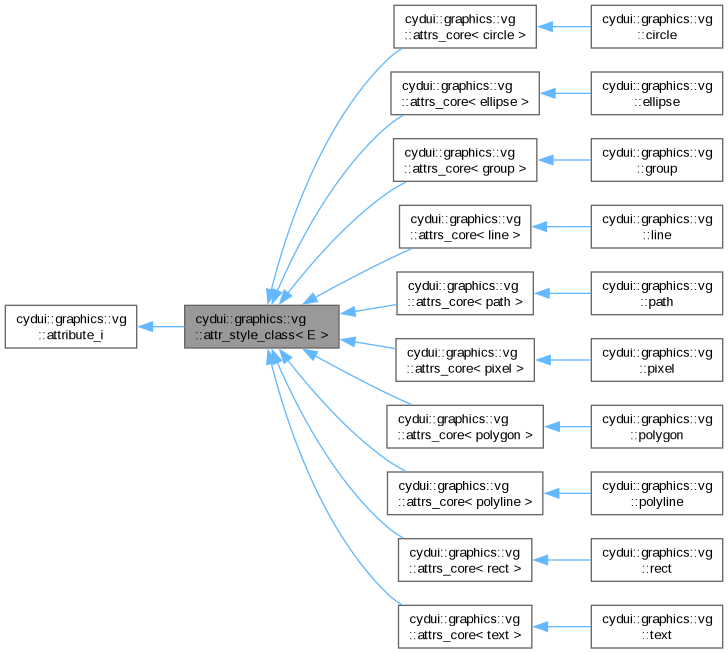 cydui::graphics::vg
::attrs_core< circle >
cydui::graphics::vg
::circle
cydui::graphics::vg
::attrs_core< ellipse >
cydui::graphics::vg
::ellipse
cydui::graphics::vg
::attrs_core< group >
cydui::graphics::vg
::group
cydui::graphics::vg
::attrs_core< line >
cydui::graphics::vg
::line
cydui::graphics::vg
::attrs_core< path >
cydui::graphics::vg
::path
cydui::graphics::vg
::attribute_i
cydui::graphics::vg
::attr_style_class< E >
cydui::graphics::vg
::attrs_core< pixel >
cydui::graphics::vg
::pixel
cydui::graphics::vg
::attrs_core< polygon >
cydui::graphics::vg
::polygon
cydui::graphics::vg
::attrs_core< polyline >
cydui::graphics::vg
::polyline
cydui::graphics::vg
::attrs_core< rect >
cydui::graphics::vg
::rect
cydui::graphics::vg
::attrs_core< text >
cydui::graphics::vg
::text